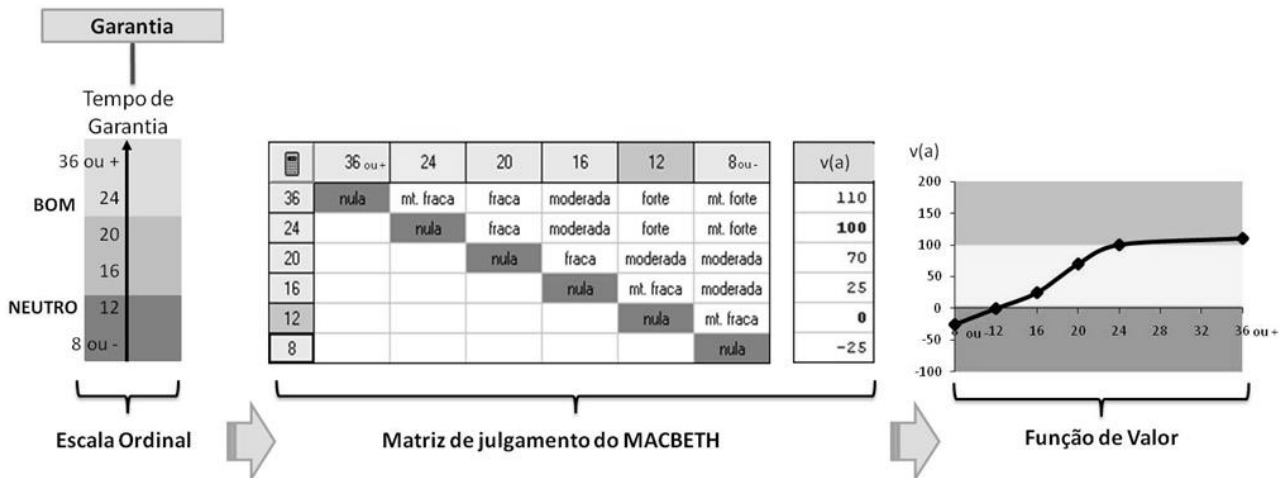 Garantia
Tempo de
Garantia
36 ou +
BOM 24
20
16
NEUTRO 12
8 ou -
Escala Ordinal
36 ou + 24 20 16 12 8 ou - v(a)
36 nula mt. fraca fraca moderada forte mt. forte 110
24 nula fraca moderada forte mt. forte 100
20 nula fraca moderada moderada 70
16 nula mt. fraca moderada 25
12 nula mt. fraca 0
8 nula -25
Matriz de julgamento do MACBETH
v(a)
200
150
100
50
0
-50
-100
8 ou - 12 16 20 24 28 32 36 ou +
Função de Valor